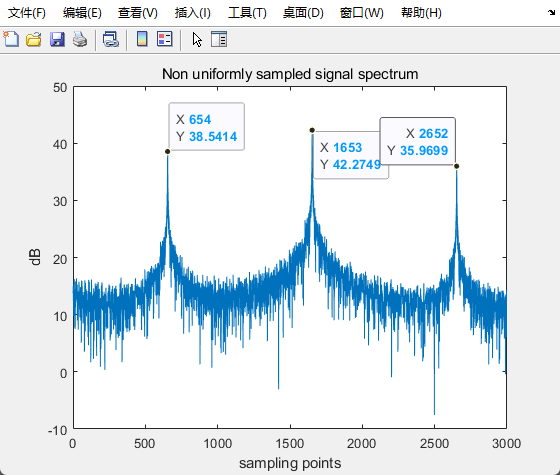 文件(F) 编辑(E) 查看(V) 插入(I) 工具(T) 桌面(D) 窗口(W) 帮助(H)
Non uniformly sampled signal spectrum
50
40
30
20
10
0
-10
dB
X 654
Y 38.5414
X 1653
Y 42.2749
X 2652
Y 35.9699
0 500 1000 1500 2000 2500 3000
sampling points